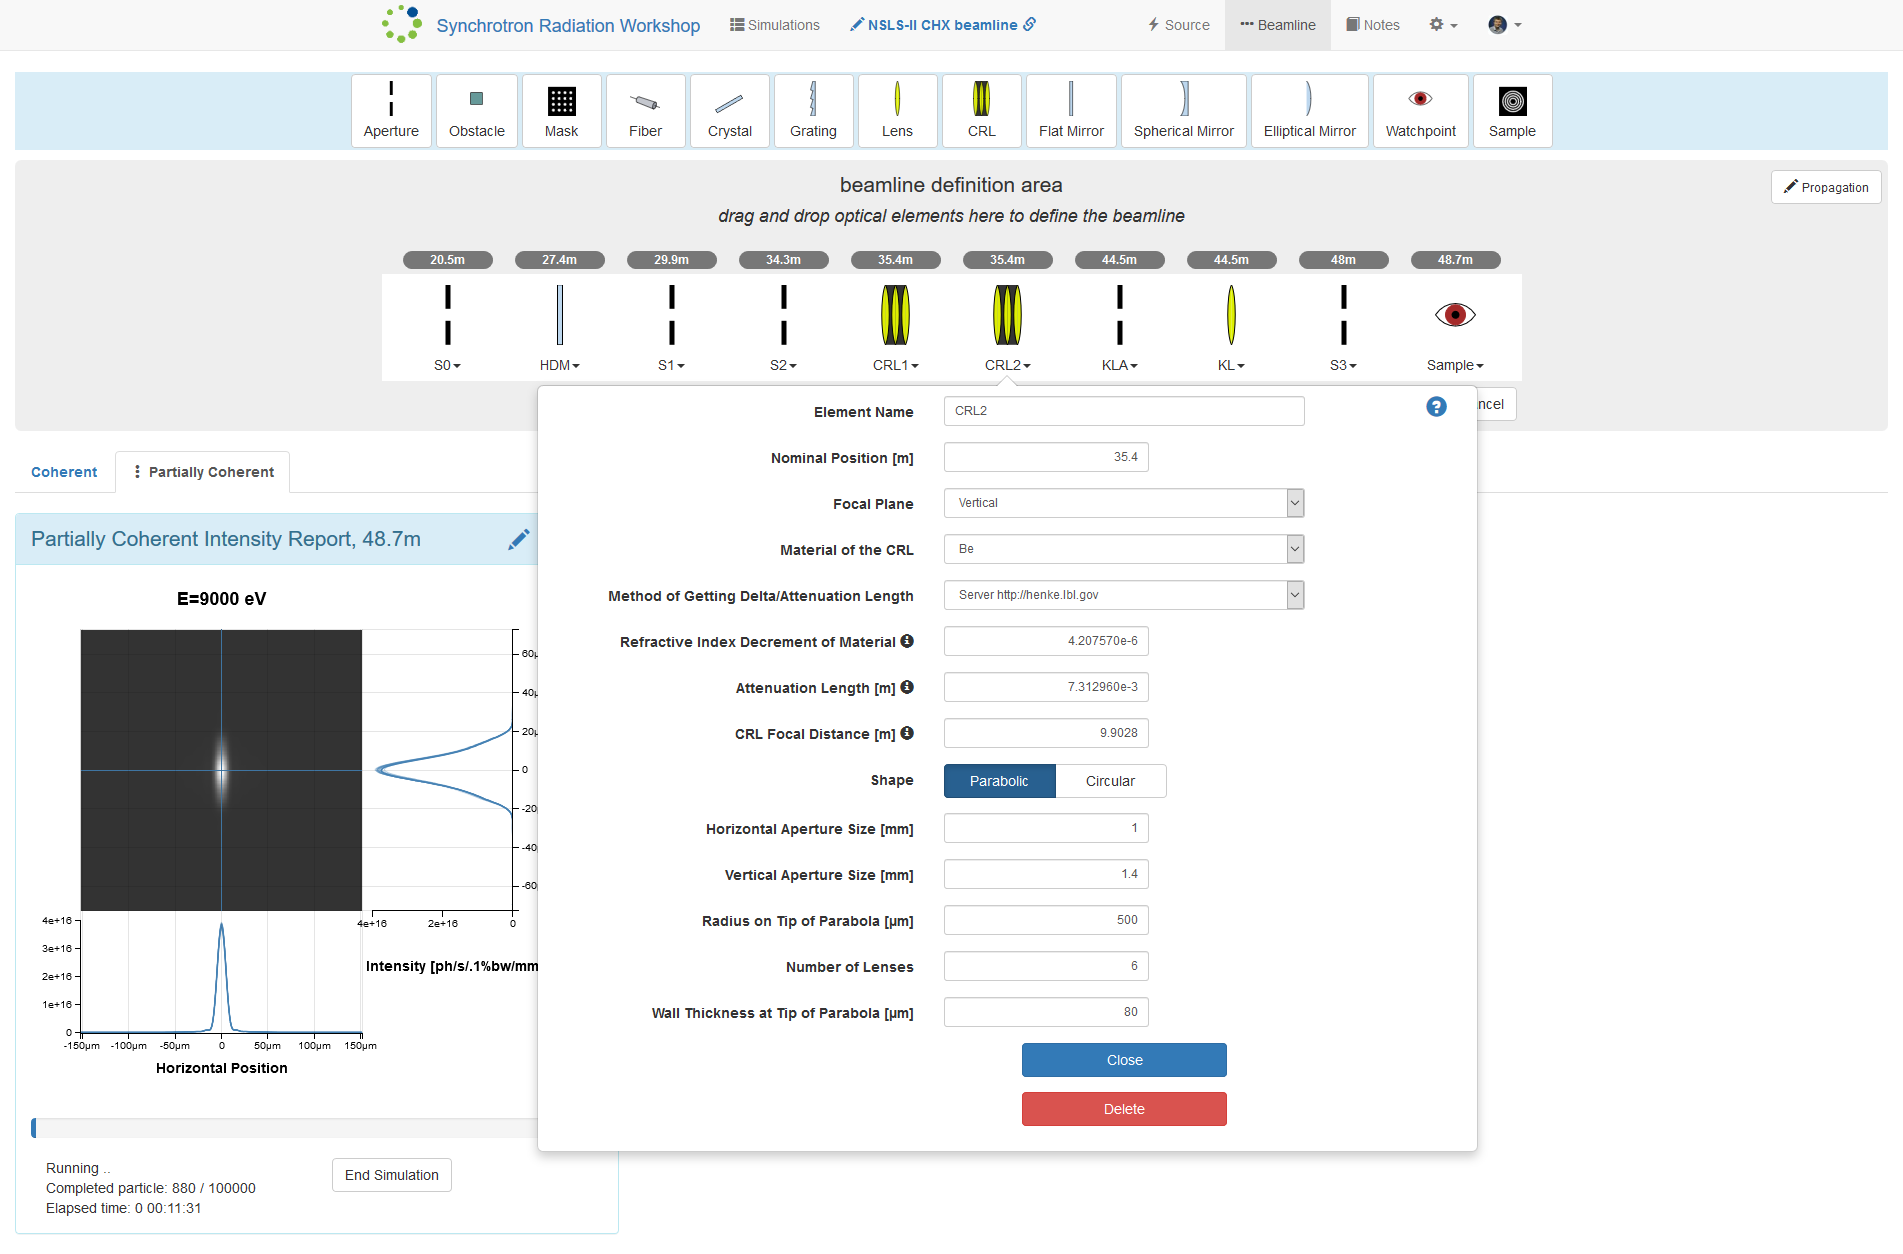 Synchrotron Radiation Workshop
Simulations
NSLS-II CHX beamline
Source
Beamline
Notes
Aperture
Obstacle
Mask
Fiber
Crystal
Grating
Lens
CRL
Flat Mirror
Spherical Mirror
Elliptical Mirror
Watchpoint
Sample
beamline definition area
Propagation
drag and drop optical elements here to define the beamline
20.5m 27.4m 29.9m 34.3m 35.4m 35.4m 44.5m 44.5m 48m 48.7m
S0 HDM S1 S2 CRL1 CRL2 KLA KL S3 Sample
Element Name CRL2
ncel
Nominal Position [m] 35.4
Focal Plane Vertical
Material of the CRL Be
Method of Getting Delta/Attenuation Length Server http://henke.lbl.gov
Refractive Index Decrement of Material 4.207570e-6
Attenuation Length [m] 7.312960e-3
CRL Focal Distance [m] 9.9028
Shape Parabolic Circular
Horizontal Aperture Size [mm] 1
Vertical Aperture Size [mm] 1.4
Radius on Tip of Parabola [µm] 500
Number of Lenses 6
Wall Thickness at Tip of Parabola [µm] 80
Close
Delete
Coherent
Partially Coherent
Partially Coherent Intensity Report, 48.7m
E=9000 eV
60µ
40µ
20µ
0
-20
-40
-60
4e+16 2e+16 0
Intensity [ph/s/.1%bw/mm
4e+16
3e+16
2e+16
1e+16
0
-150µm -100µm -50µm 0 50µm 100µm 150µm
Horizontal Position
Running ..
Completed particle: 880 / 100000
Elapsed time: 0 00:11:31
End Simulation